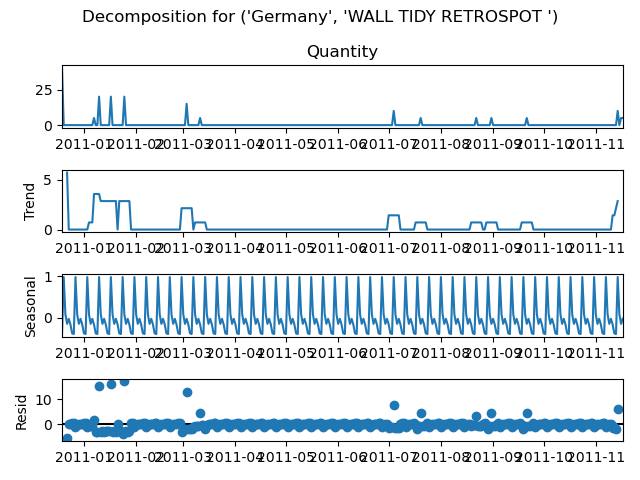 Decomposition for ('Germany', 'WALL TIDY RETROSPOT ')
Quantity
25
0
2011-01 2011-02 2011-03 2011-04 2011-05 2011-06 2011-07 2011-08 2011-09 2011-10 2011-11
Trend
5
0
2011-01 2011-02 2011-03 2011-04 2011-05 2011-06 2011-07 2011-08 2011-09 2011-10 2011-11
Seasonal
1
0
2011-01 2011-02 2011-03 2011-04 2011-05 2011-06 2011-07 2011-08 2011-09 2011-10 2011-11
Resid
10
0
2011-01 2011-02 2011-03 2011-04 2011-05 2011-06 2011-07 2011-08 2011-09 2011-10 2011-11